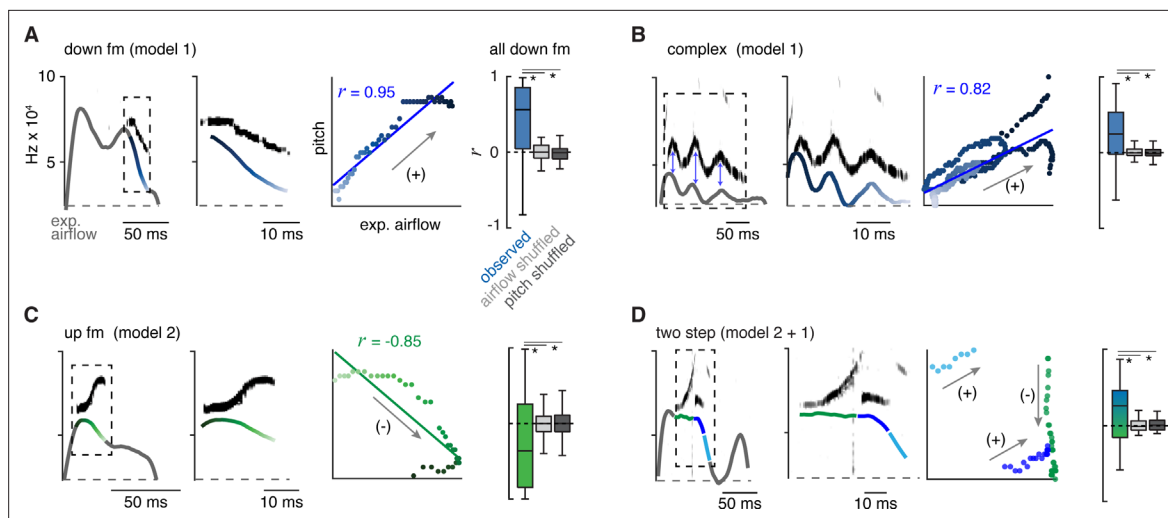 A
down fm (model 1)
all down fm
10
5
Hz x 10⁴
exp.
airflow
50 ms
10 ms
r = 0.95
pitch
(+)
exp. airflow
1
0
-1
r
*
*
observed
airflow shuffled
pitch shuffled
B
complex (model 1)
r = 0.82
(+)
50 ms
10 ms
*
*
C
up fm (model 2)
r = -0.85
(-)
50 ms
10 ms
*
*
D
two step (model 2 + 1)
(+)
(-)
(+)
50 ms
10 ms
*
*